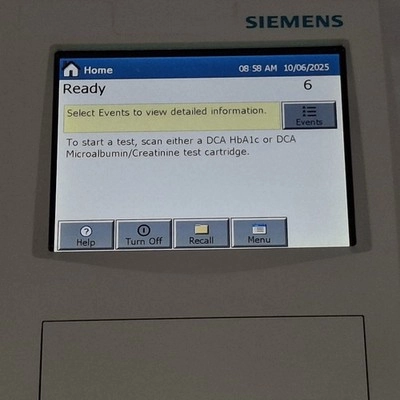 SIEMENS
Home 08 58 AM 10/06/2025
Ready 6
Select Events to view detailed information.
Events
To start a test, scan either a DCA HbA1c or DCA
Microalbumin/Creatinine test cartridge.
Help Turn Off Recall Menu